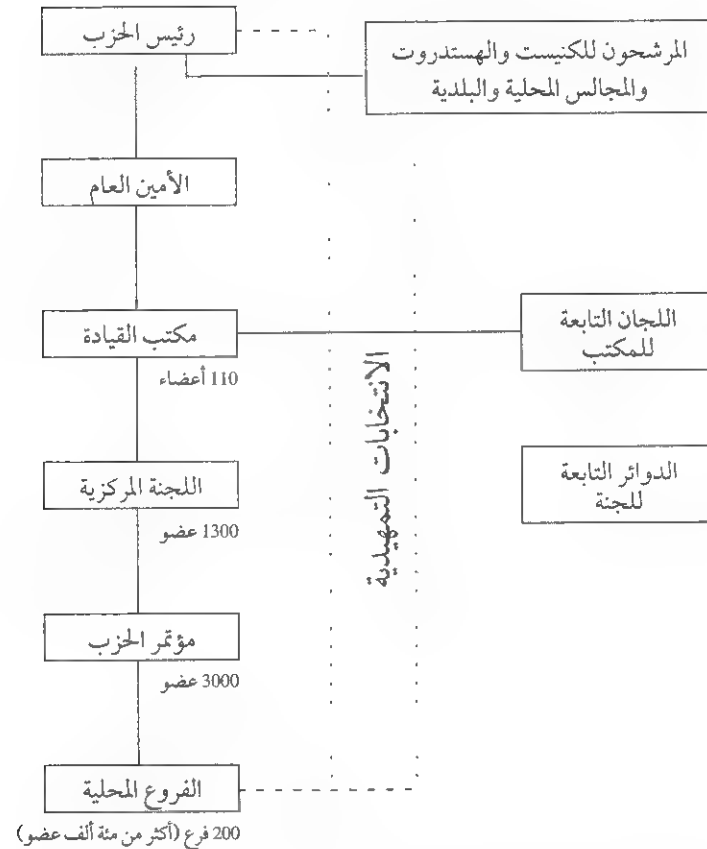 رئيس الحزب
المرشحون للكنيست والهستدروت
والمجالس المحلية والبلدية
الأمين العام
مكتب القيادة
110 أعضاء
اللجان التابعة
للمكتب
الانتخابات التمهيدية
اللجنة المركزية
1300 عضو
الدوائر التابعة
للجنة
مؤتمر الحزب
3000 عضو
الفروع المحلية
200 فرع (أكثر من مئة ألف عضو)